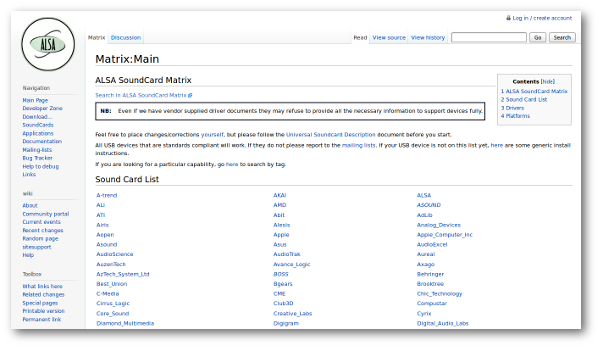 Log in / create account
ALSA
Matrix Discussion Read View source View history Go Search
Matrix:Main
ALSA SoundCard Matrix
Search in ALSA SoundCard Matrix
Contents [hide]
1 ALSA SoundCard Matrix
2 Sound Card List
3 Drivers
4 Platforms
NB: Even if we have vendor supplied driver documents they may refuse to provide all the necessary information to support devices fully.
Feel free to place changes/corrections yourself, but please follow the Universal Soundcard Description document before you start.
All USB devices that are standards compliant will work. If they do not please report to the mailing lists. If your USB device is not on this list yet, here are some generic install
instructions.
If you are looking for a particular capability, go here to search by tag.
Sound Card List
A-trend AKAI ALSA
ALi AMD ASOUND
ATI Abit AdLib
Airis Alesis Analog_Devices
Aopen Apple Apple_Computer_Inc
Asound Asus AudioExcel
AudioScience AudioTrak Aureal
AuzenTech Avance_Logic Axago
AzTech_System_Ltd BOSS Behringer
Best_Union Bgears Brooktree
C-Media CME Chic_Technology
Cirrus_Logic Club3D Compustar
Core_Sound Creative_Labs Cyrix
Diamond_Multimedia Digigram Digital_Audio_Labs
Navigation
Main Page
Developer Zone
Download...
SoundCards
Applications
Documentation
Mailing-lists
Bug Tracker
Help to debug
Links
wiki
About
Community portal
Current events
Recent changes
Random page
sitesupport
Help
Toolbox
What links here
Related changes
Special pages
Printable version
Permanent link